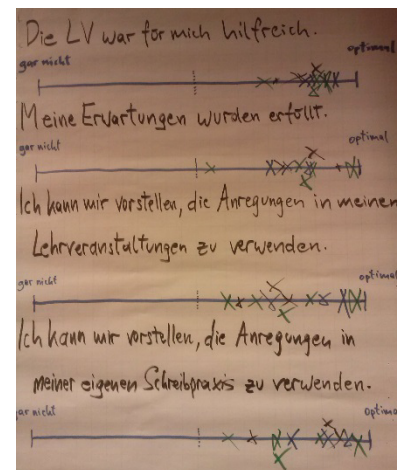 Die LV war für mich hilfreich.
gar nicht optimal
Meine Erwartungen wurden erfüllt.
gar nicht optimal
Ich kann mir vorstellen, die Anregungen in meinen
Lehrveranstaltungen zu verwenden.
gar nicht optimal
Ich kann mir vorstellen, die Anregungen in
meiner eigenen Schreibpraxis zu verwenden.
gar nicht optimal